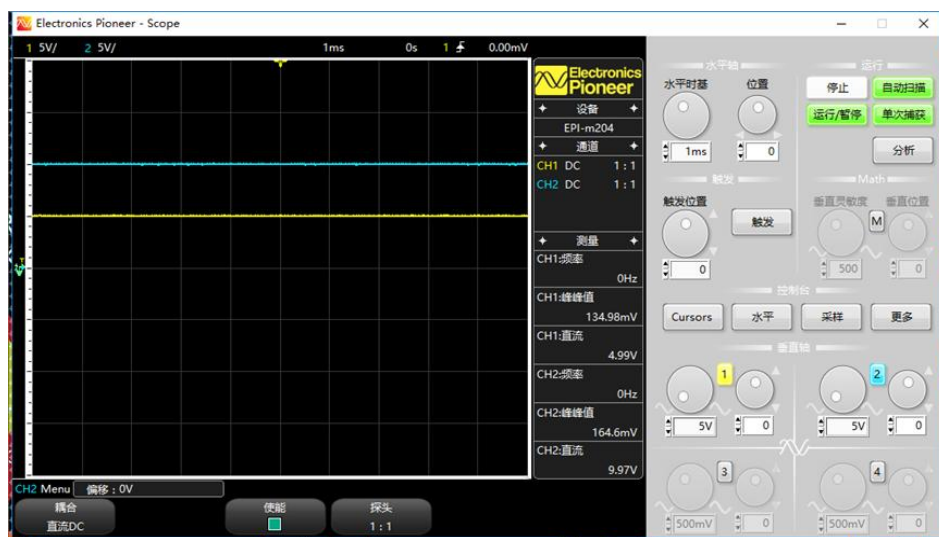 Electronics Pioneer - Scope
1 5V/ 2 5V/ 1ms 0s 1 0.00mV
Electronics
Pioneer
设备
EPI-m204
通道
CH1 DC 1:1
CH2 DC 1:1
测量
CH1:频率
0Hz
CH1:峰峰值
134.98mV
CH1:直流
4.99V
CH2:频率
0Hz
CH2:峰峰值
164.6mV
CH2:直流
9.97V
CH2 Menu 偏移:0V
耦合
直流DC
使能
探头
1:1
水平轴
水平时基 位置
1ms 0
运行
停止 自动扫描
运行/暂停 单次捕获
分析
触发
触发位置
触发
0
Math
垂直灵敏度 垂直位置
M
500 0
控制台
Cursors 水平 采样 更多
垂直轴
1 2
5V 0 5V 0
3 4
500mV 0 500mV 0